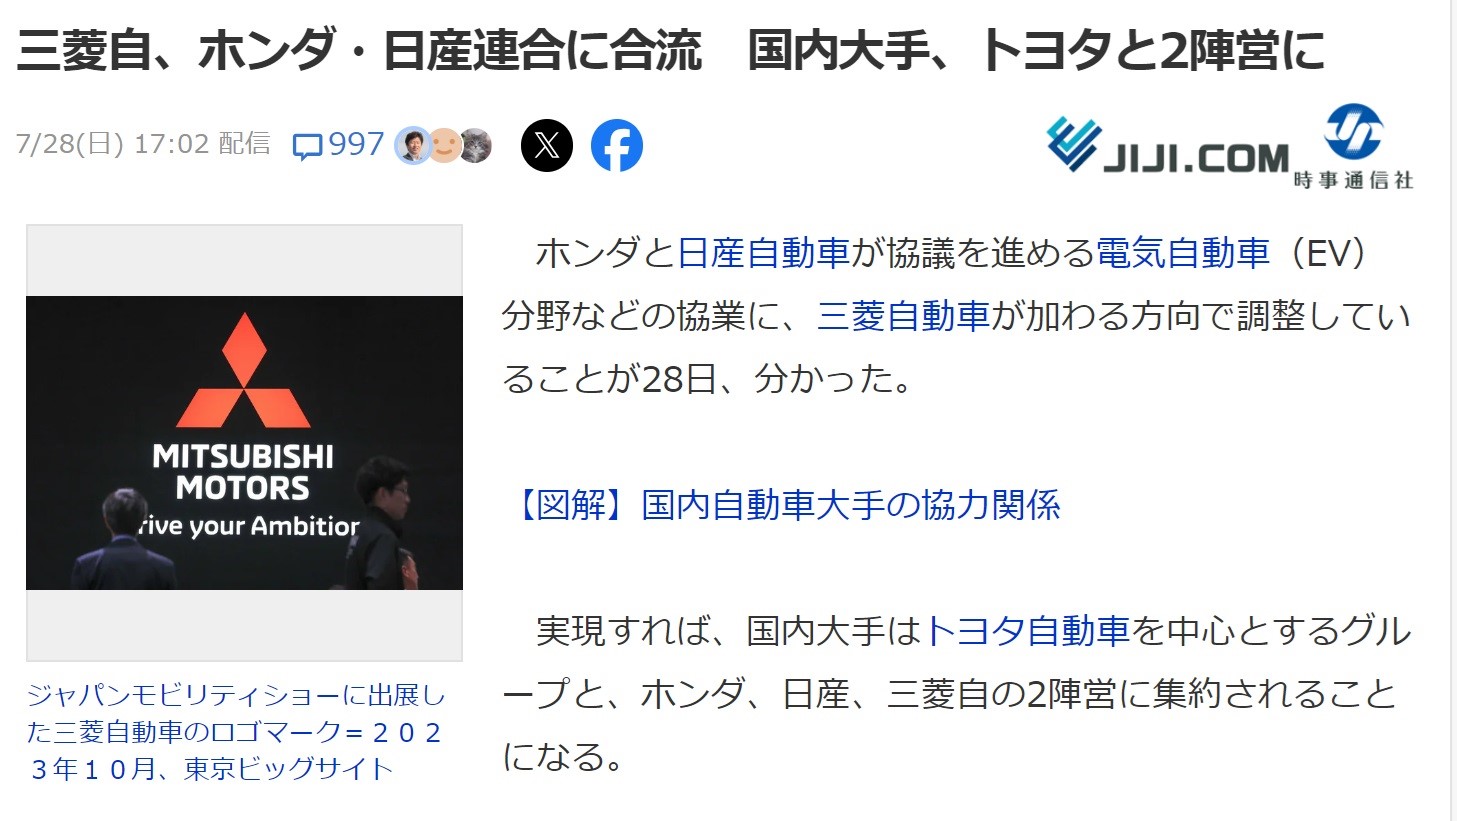 三菱自、ホンダ・日産連合に合流　国内大手、トヨタと2陣営に
7/28(日) 17:02 配信
997
JIJI.COM
時事通信社
MITSUBISHI
MOTORS
rive your Ambition
ジャパンモビリティショーに出展し
た三菱自動車のロゴマーク＝２０２
３年１０月、東京ビッグサイト
ホンダと日産自動車が協議を進める電気自動車（EV）
分野などの協業に、三菱自動車が加わる方向で調整してい
ることが28日、分かった。
【図解】国内自動車大手の協力関係
実現すれば、国内大手はトヨタ自動車を中心とするグル
ープと、ホンダ、日産、三菱自の2陣営に集約されること
になる。